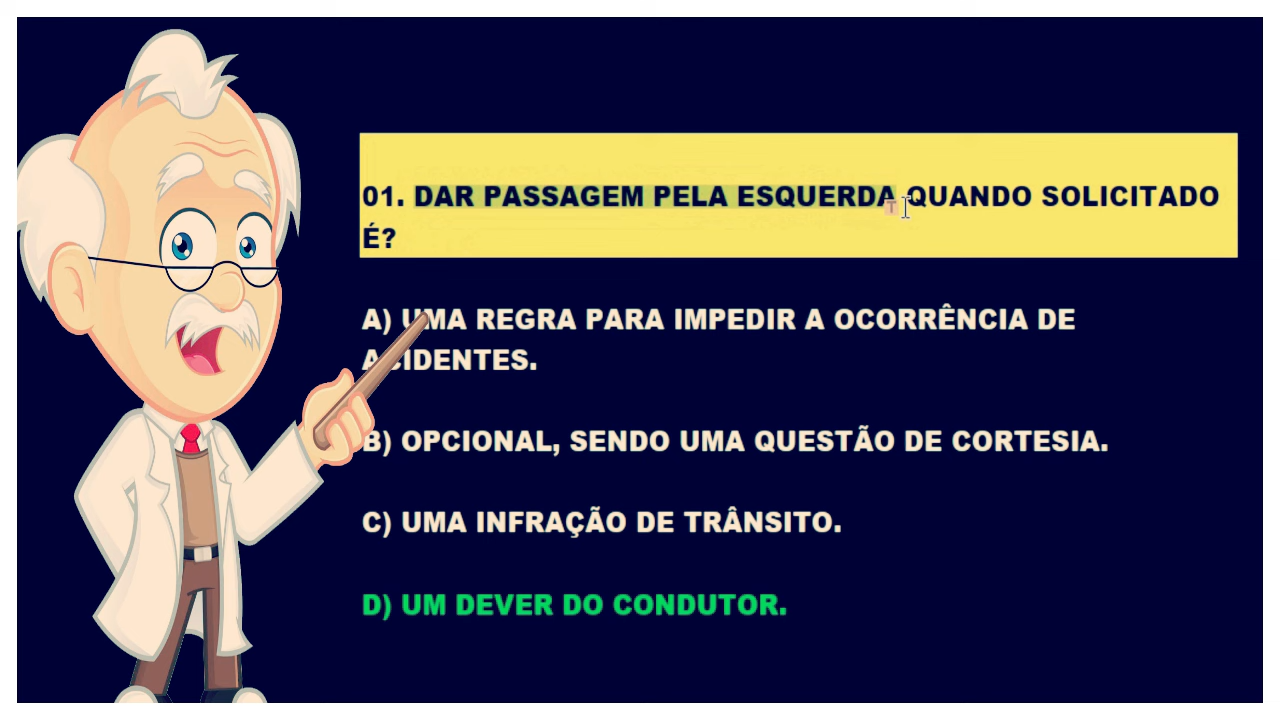 01. DAR PASSAGEM PELA ESQUERDA QUANDO SOLICITADO
É?
A) UMA REGRA PARA IMPEDIR A OCORRÊNCIA DE
ACIDENTES.
B) OPCIONAL, SENDO UMA QUESTÃO DE CORTESIA.
C) UMA INFRAÇÃO DE TRÂNSITO.
D) UM DEVER DO CONDUTOR.